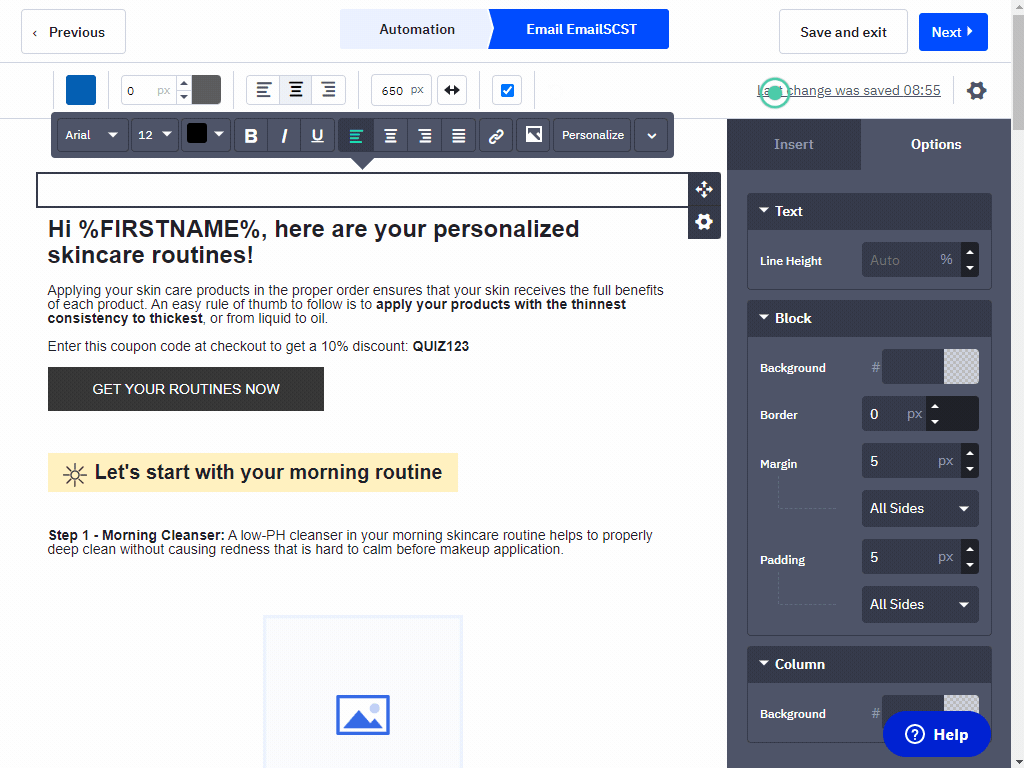 Previous
Automation
Email EmailSCST
Save and exit
Next
0 px
650 px
Last change was saved 08:55
Arial
12
B
I
U
Personalize
Insert
Options
Hi %FIRSTNAME%, here are your personalized
skincare routines!
Applying your skin care products in the proper order ensures that your skin receives the full benefits
of each product. An easy rule of thumb to follow is to apply your products with the thinnest
consistency to thickest, or from liquid to oil.
Enter this coupon code at checkout to get a 10% discount: QUIZ123
GET YOUR ROUTINES NOW
Let's start with your morning routine
Step 1 - Morning Cleanser: A low-PH cleanser in your morning skincare routine helps to properly
deep clean without causing redness that is hard to calm before makeup application.
Text
Line Height Auto %
Block
Background #
Border 0 px
Margin 5 px
All Sides
Padding 5 px
All Sides
Column
Background #
Help